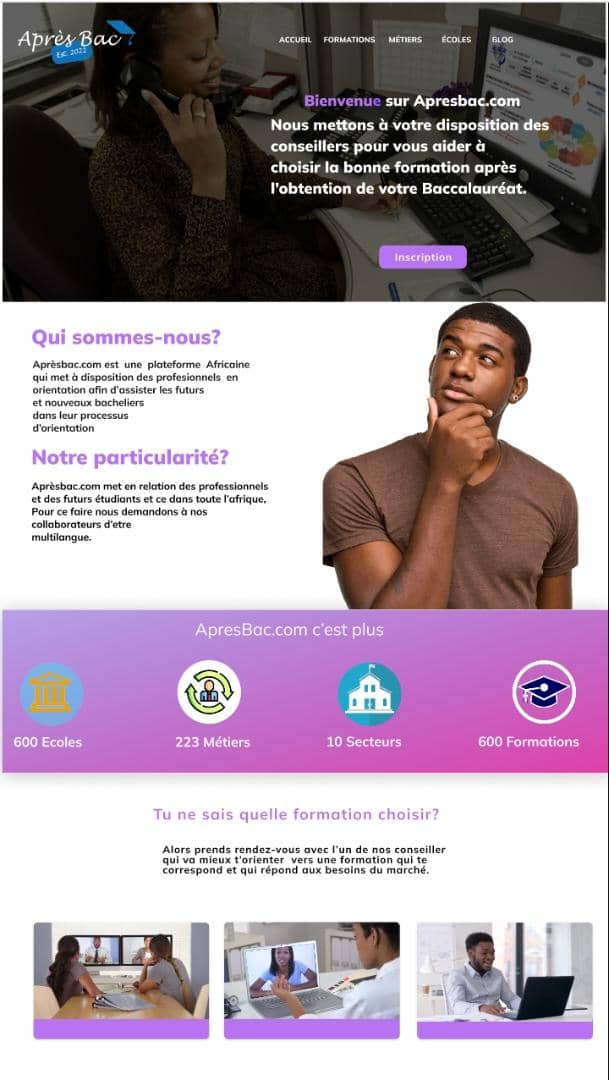 Après Bac
Est. 2022
ACCUEIL FORMATIONS MÉTIERS ÉCOLES BLOG
Bienvenue sur Apresbac.com
Nous mettons à votre disposition des
conseillers pour vous aider à
choisir la bonne formation après
l'obtention de votre Baccalauréat.
Inscription
Qui sommes-nous?
Aprèsbac.com est une plateforme Africaine
qui met à disposition des profesionnels en
orientation afin d'assister les futurs
et nouveaux bacheliers
dans leur processus
d'orientation
Notre particularité?
Aprèsbac.com met en relation des professionnels
et des futurs étudiants et ce dans toute l'afrique,
Pour ce faire nous demandons à nos
collaborateurs d'etre
multilangue.
ApresBac.com c'est plus
600 Ecoles
223 Métiers
10 Secteurs
600 Formations
Tu ne sais quelle formation choisir?
Alors prends rendez-vous avec l'un de nos conseiller
qui va mieux t'orienter vers une formation qui te
correspond et qui répond aux besoins du marché.